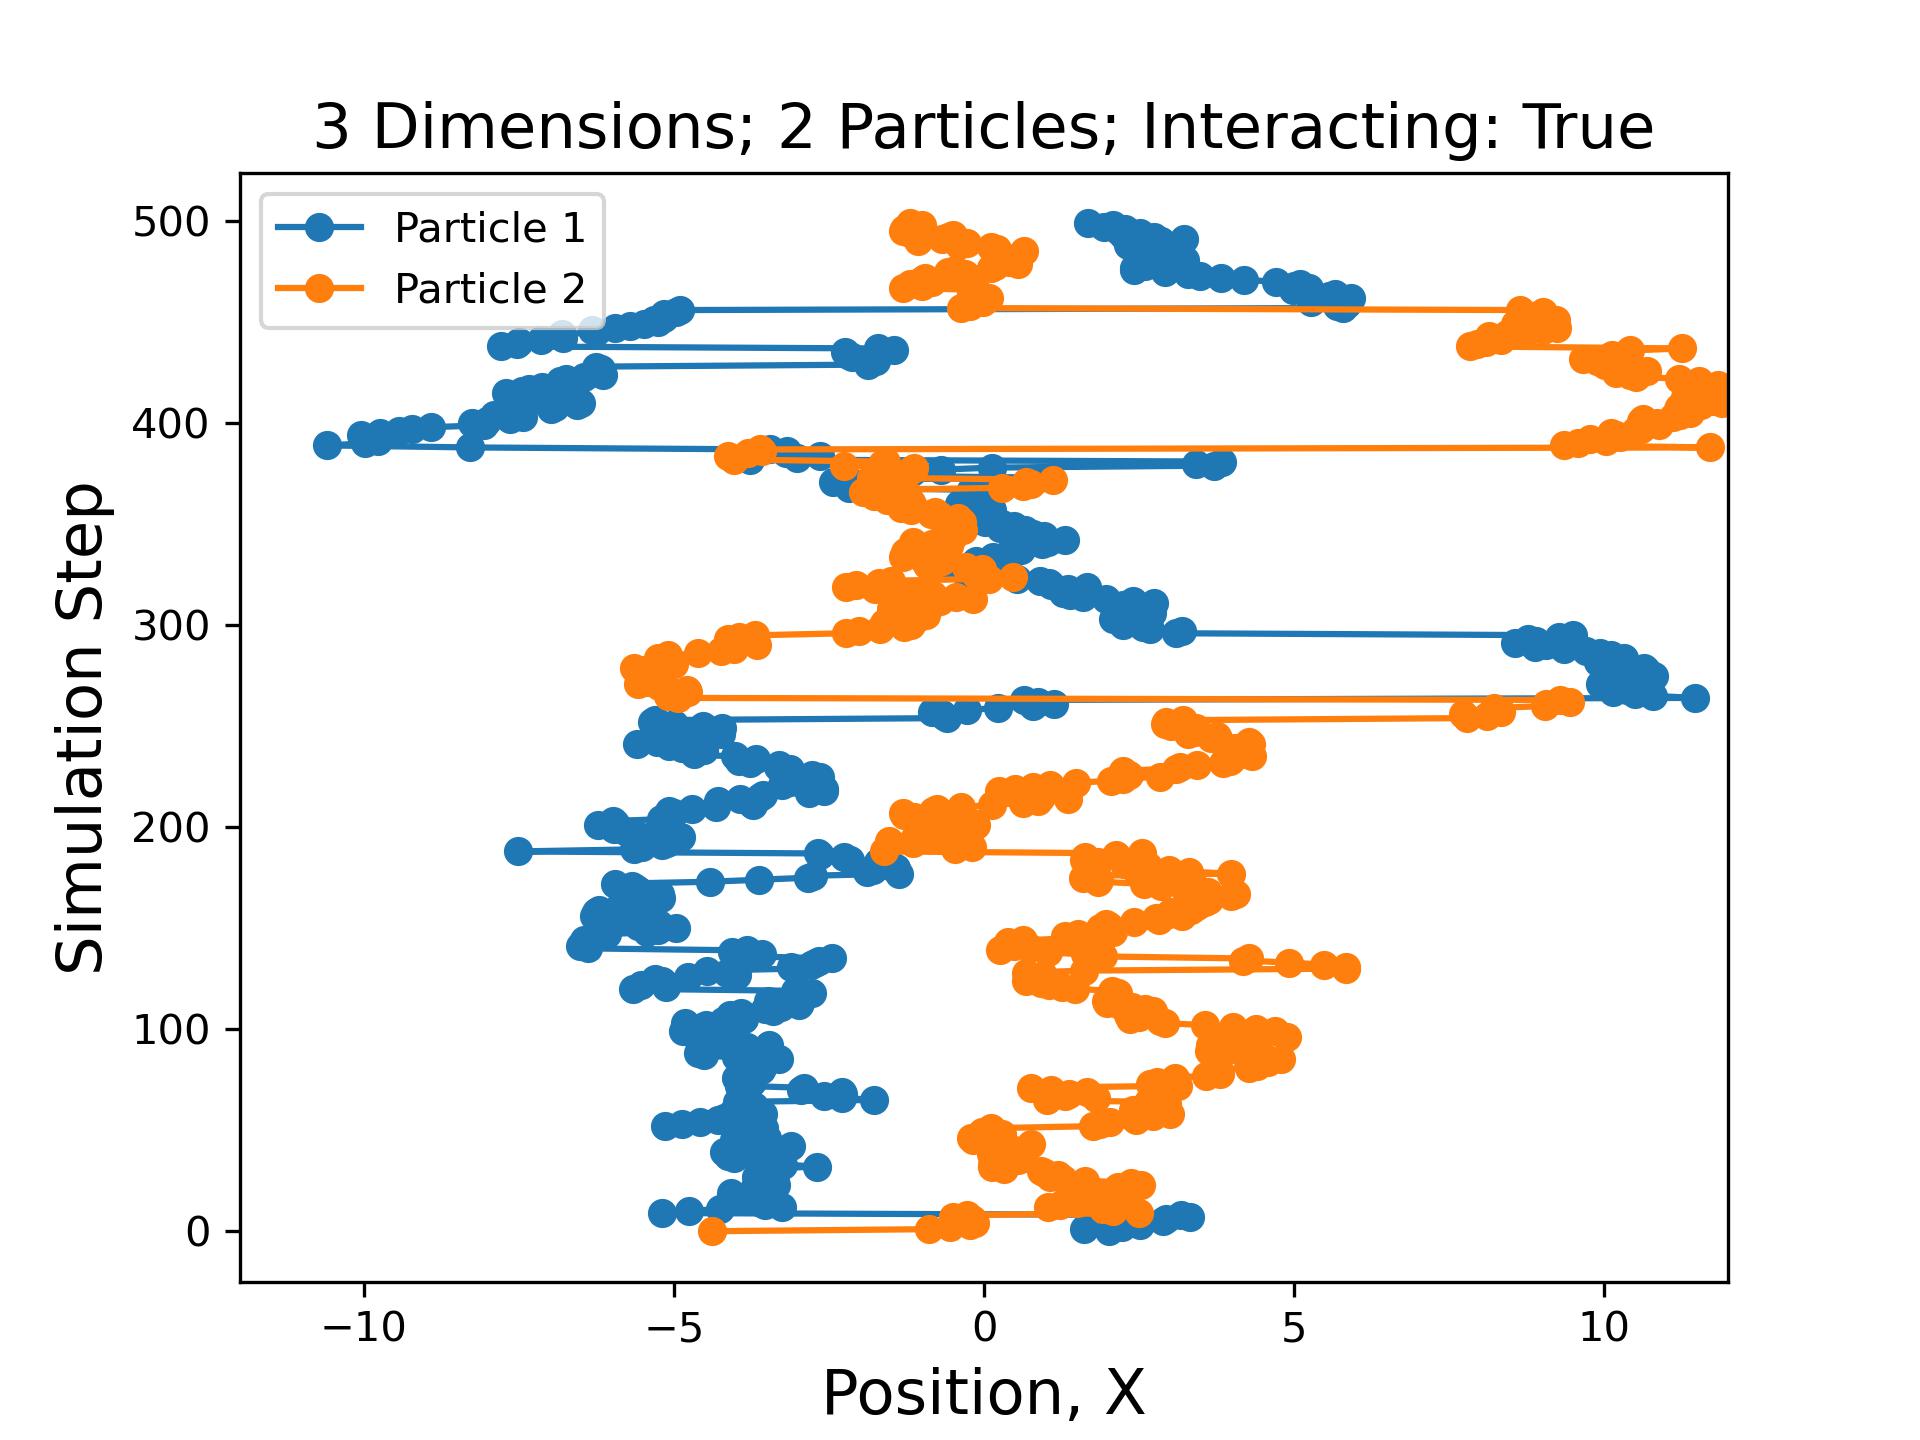 3 Dimensions; 2 Particles; Interacting: True
Particle 1
Particle 2
Simulation Step
500
400
300
200
100
0
−10
−5
0
5
10
Position, X